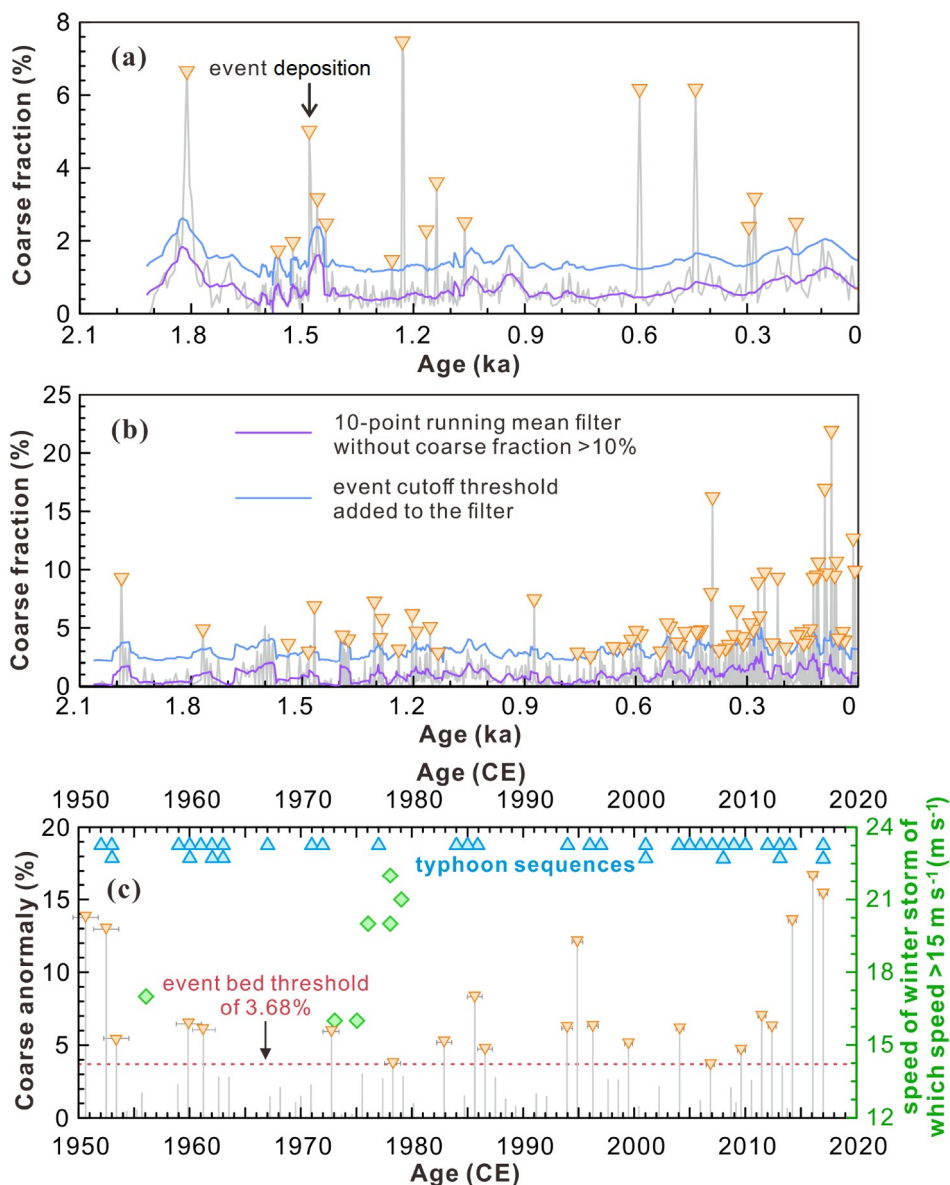 8
6
4
2
0
Coarse fraction (%)
(a)
event deposition
2.1 1.8 1.5 1.2 0.9 0.6 0.3 0
Age (ka)
25
20
15
10
5
0
Coarse fraction (%)
(b)
10-point running mean filter
without coarse fraction >10%
event cutoff threshold
added to the filter
2.1 1.8 1.5 1.2 0.9 0.6 0.3 0
Age (ka)
Age (CE)
1950 1960 1970 1980 1990 2000 2010 2020
20
15
10
5
0
Coarse anormaly (%)
(c)
typhoon sequences
event bed threshold
of 3.68%
24
21
18
15
12
speed of winter storm of
which speed >15 m s⁻¹ (m s⁻¹)
1950 1960 1970 1980 1990 2000 2010 2020
Age (CE)